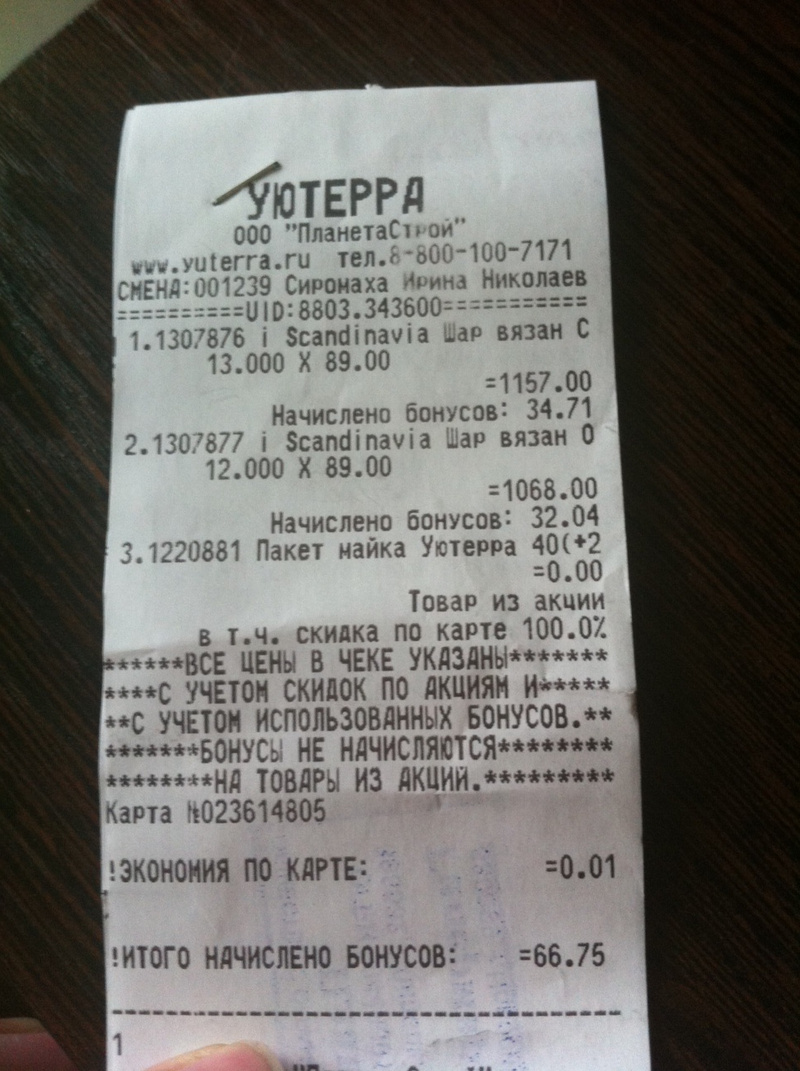 УЮТЕРРА
ООО "ПланетаСтрой"
www.yuterra.ru тел.8-800-100-7171
СМЕНА:001239 Сиронаха Ирина Николаев
==========UID:8803.343600===========
1.1307876 i Scandinavia Шар вязан С
13.000 X 89.00
=1157.00
Начислено бонусов: 34.71
2.1307877 i Scandinavia Шар вязан О
12.000 X 89.00
=1068.00
Начислено бонусов: 32.04
3.1220881 Пакет майка Уютерра 40(+2
=0.00
Товар из акции
в т.ч. скидка по карте 100.0%
******ВСЕ ЦЕНЫ В ЧЕКЕ УКАЗАНЫ*******
****С УЧЕТОМ СКИДОК ПО АКЦИЯМ И*****
**С УЧЕТОМ ИСПОЛЬЗОВАННЫХ БОНУСОВ.**
*******БОНУСЫ НЕ НАЧИСЛЯЮТСЯ********
********НА ТОВАРЫ ИЗ АКЦИЙ.*********
Карта №023614805
!ЭКОНОМИЯ ПО КАРТЕ: =0.01
!ИТОГО НАЧИСЛЕНО БОНУСОВ: =66.75
------------------------------------
1